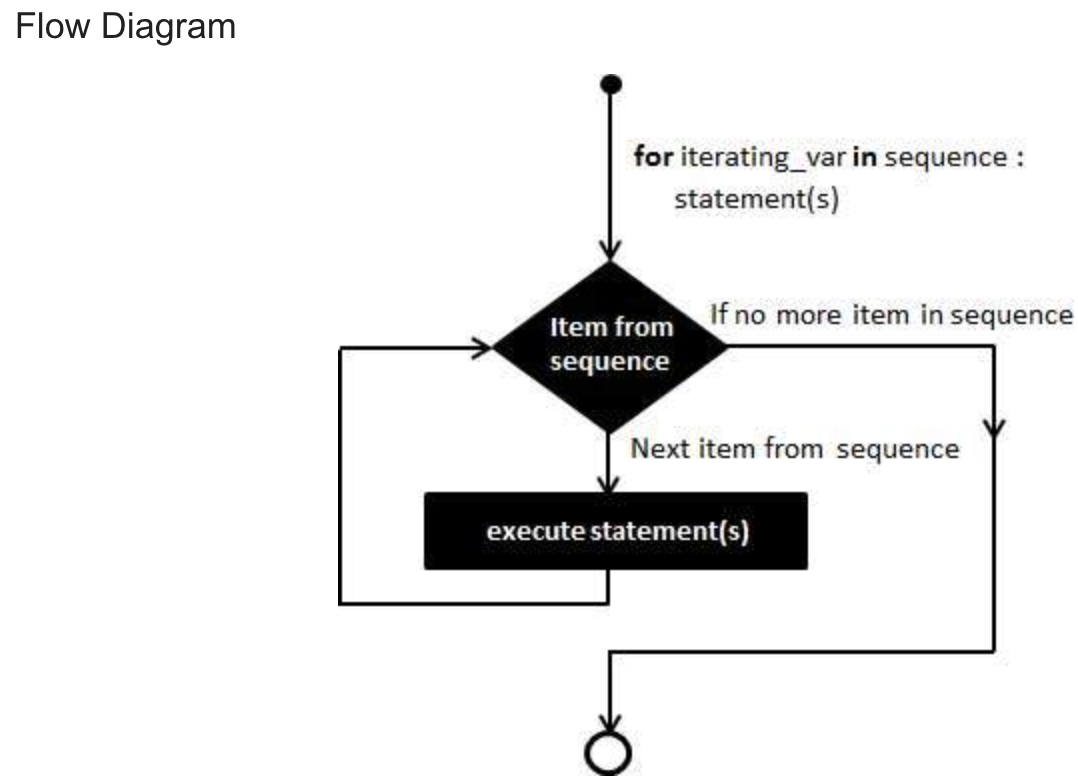 Flow Diagram
for iterating_var in sequence :
statement(s)
If no more item in sequence
Item from
sequence
Next item from sequence
execute statement(s)